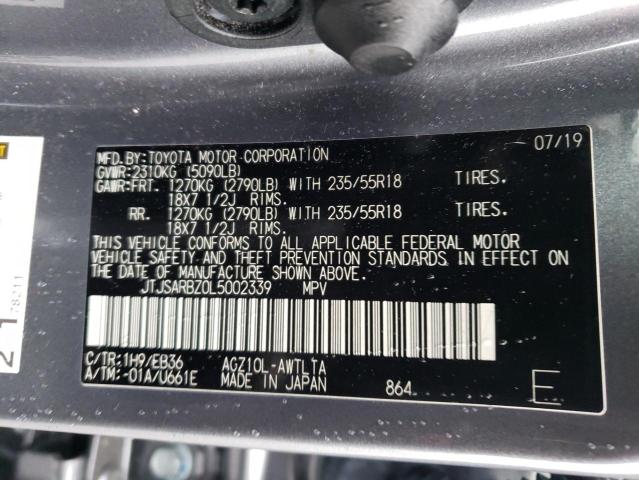 MFD.BY:TOYOTA MOTOR CORPORATION 07/19
GVWR:2310KG (5090LB)
GAWR:FRT. 1270KG (2790LB) WITH 235/55R18 TIRES.
18X7 1/2J RIMS.
RR. 1270KG (2790LB) WITH 235/55R18 TIRES.
18X7 1/2J RIMS.
THIS VEHICLE CONFORMS TO ALL APPLICABLE FEDERAL MOTOR
VEHICLE SAFETY AND THEFT PREVENTION STANDARDS IN EFFECT ON
THE DATE OF MANUFACTURE SHOWN ABOVE.
JTJSARBZ0L5002339 MPV
C/TR:1H9/EB36 AGZ10L-AWTLTA
A/TM:-01A/U661E MADE IN JAPAN 864 E
78211